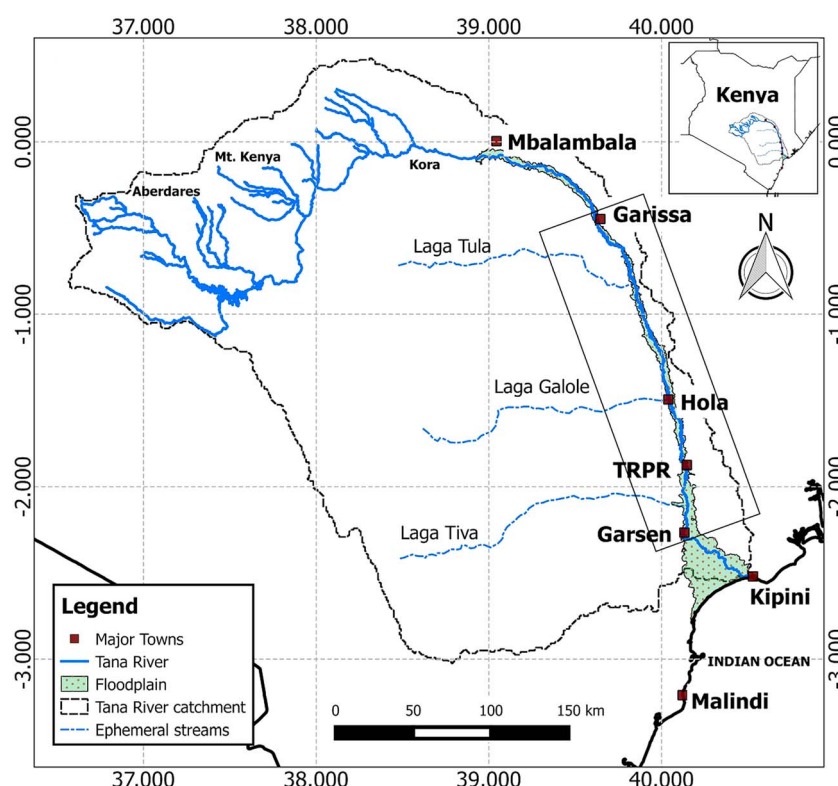 37.000 38.000 39.000 40.000
Kenya
N
0.000
-1.000
-2.000
-3.000
0.000
-1.000
-2.000
-3.000
Mbalambala
Mt. Kenya
Kora
Aberdares
Garissa
Laga Tula
Laga Galole
Hola
TRPR
Laga Tiva
Garsen
Kipini
INDIAN OCEAN
Malindi
Legend
Major Towns
Tana River
Floodplain
Tana River catchment
Ephemeral streams
0 50 100 150 km
37.000 38.000 39.000 40.000